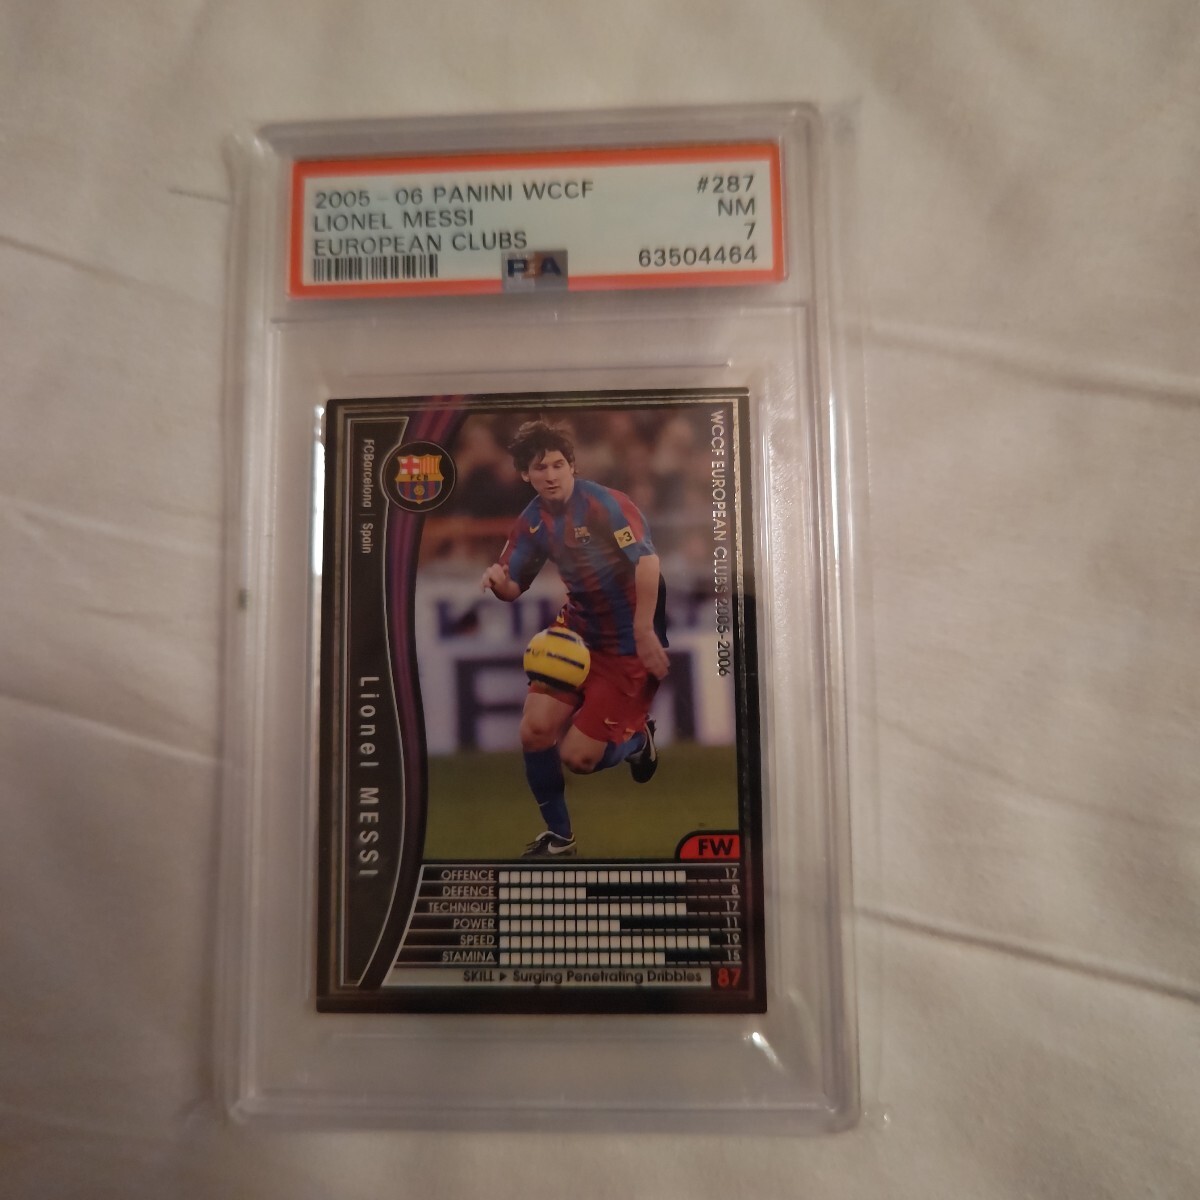 2005 - 06 PANINI WCCF
#287
LIONEL MESSI
NM
EUROPEAN CLUBS
7
63504464
PSA
WCCF EUROPEAN CLUBS 2005-2006
FCBarcelona | Spain
FCB
Lionel MESSI
FW
OFFENCE 17
DEFENCE 8
TECHNIQUE 17
POWER 11
SPEED 19
STAMINA 15
SKILL ▶ Surging Penetrating Dribbles 87